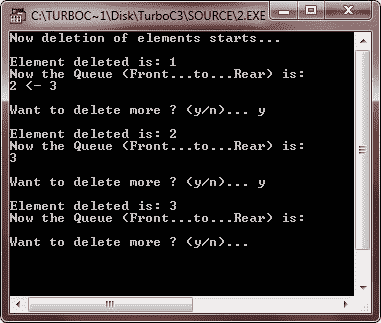 C:\TURBOC~1\Disk\TurboC3\SOURCE\2.EXE
Now deletion of elements starts...
Element deleted is: 1
Now the Queue (Front...to...Rear) is:
2 <- 3
Want to delete more ? (y/n)... y
Element deleted is: 2
Now the Queue (Front...to...Rear) is:
3
Want to delete more ? (y/n)... y
Element deleted is: 3
Now the Queue (Front...to...Rear) is:
Want to delete more ? (y/n)...